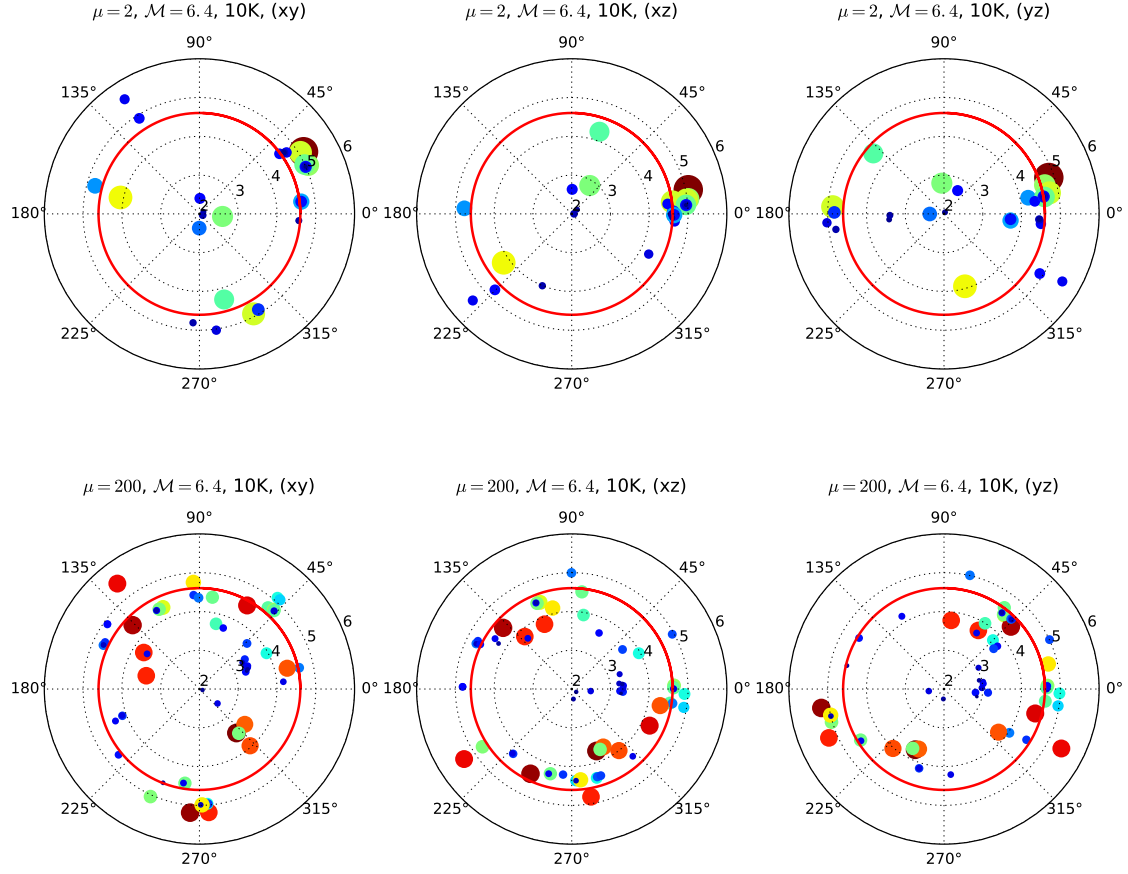 μ = 2, ℳ = 6.4, 10K, (xy)
μ = 2, ℳ = 6.4, 10K, (xz)
μ = 2, ℳ = 6.4, 10K, (yz)
90° 90° 90°
135° 45° 135° 45° 135° 45°
6 6 6
5 5 5
4 4 4
3 3 3
2 2 2
180° 0° 180° 0° 180° 0°
225° 315° 225° 315° 225° 315°
270° 270° 270°
μ = 200, ℳ = 6.4, 10K, (xy)
μ = 200, ℳ = 6.4, 10K, (xz)
μ = 200, ℳ = 6.4, 10K, (yz)
90° 90° 90°
135° 45° 135° 45° 135° 45°
6 6 6
5 5 5
4 4 4
3 3 3
2 2 2
180° 0° 180° 0° 180° 0°
225° 315° 225° 315° 225° 315°
270° 270° 270°